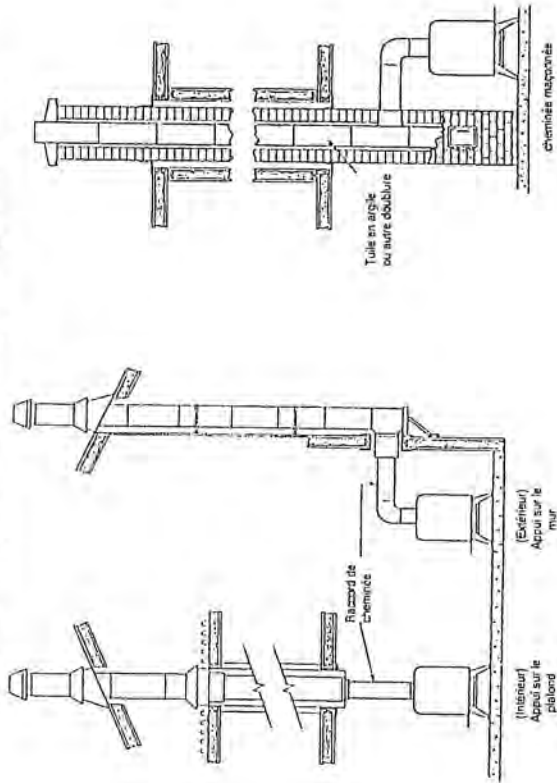 Tuile en argile
ou autre doublure
cheminée maçonnée
Raccord de
cheminée
(Intérieur)
Appui sur le
plafond
(Extérieur)
Appui sur le
mur